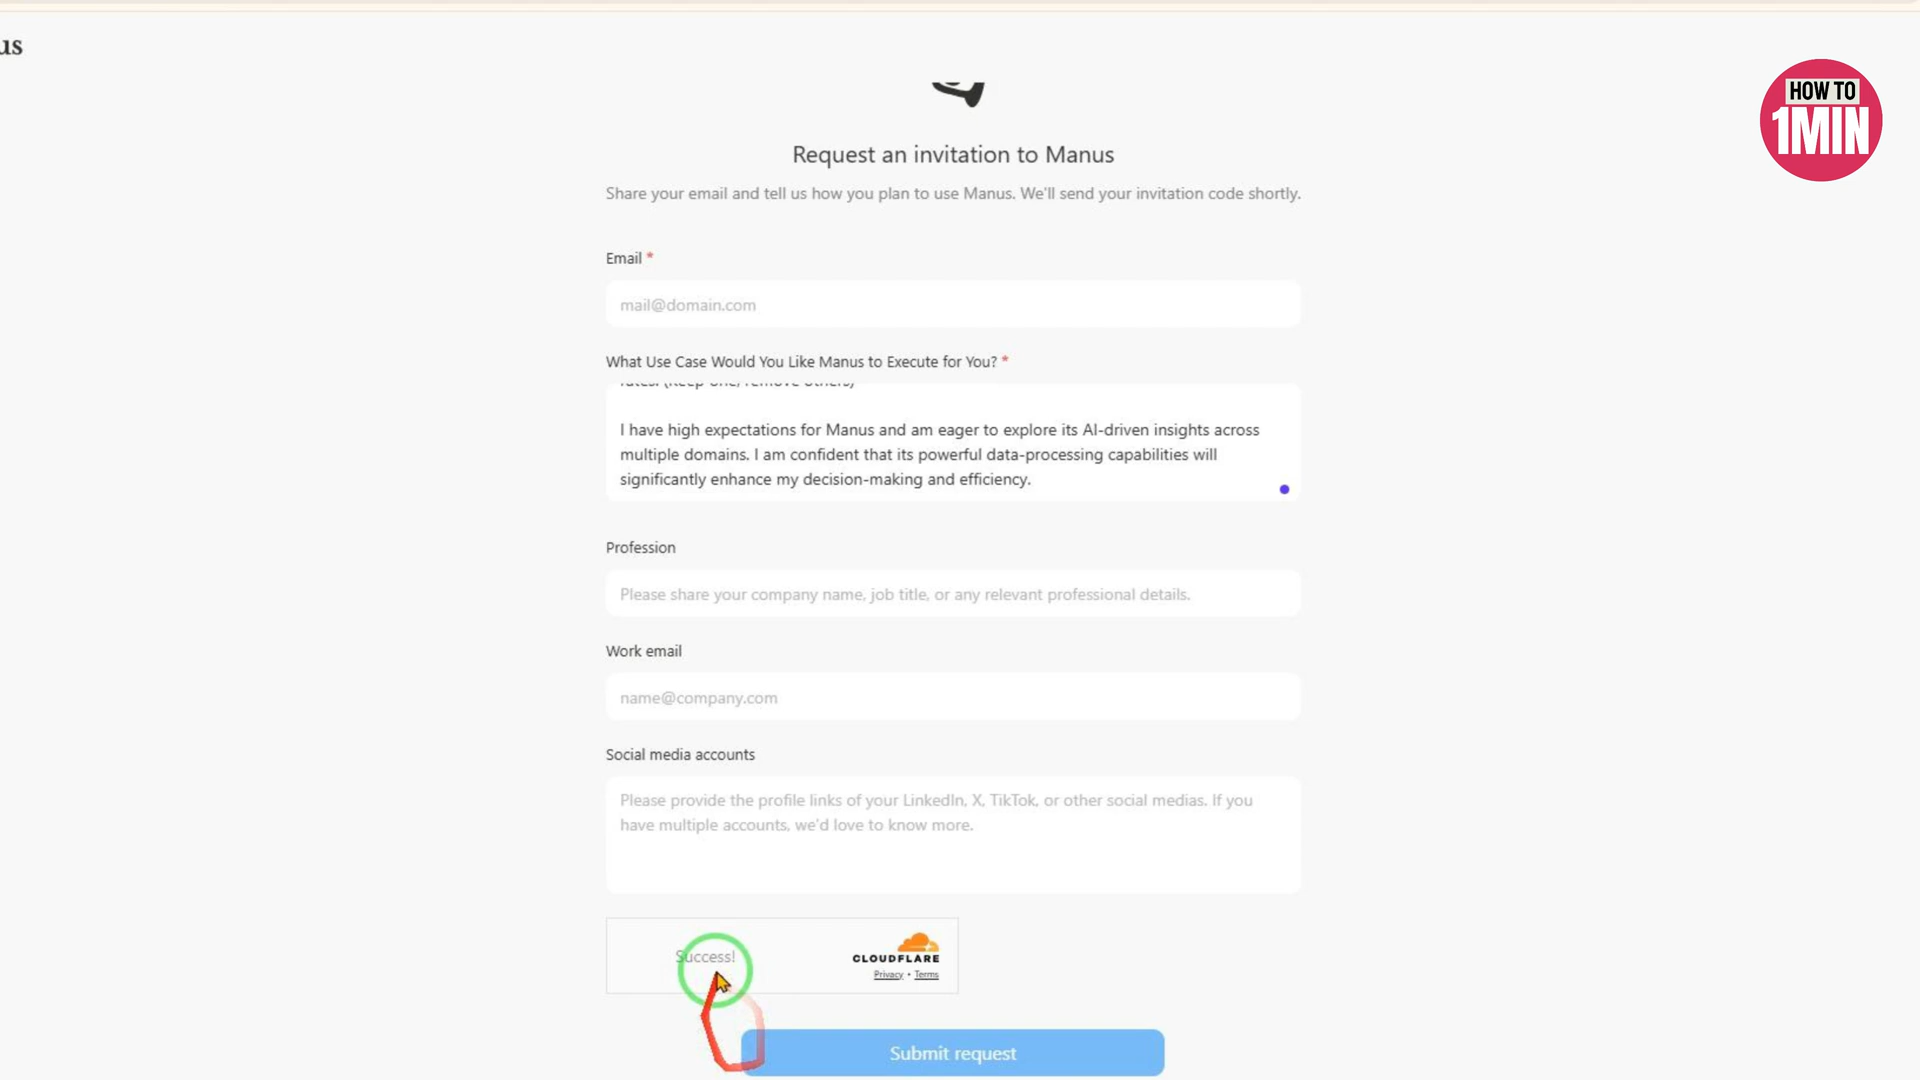 us
HOW TO
1MIN
Request an invitation to Manus
Share your email and tell us how you plan to use Manus. We'll send your invitation code shortly.
Email *
mail@domain.com
What Use Case Would You Like Manus to Execute for You? *
rates. (Keep one, remove others)
I have high expectations for Manus and am eager to explore its AI-driven insights across
multiple domains. I am confident that its powerful data-processing capabilities will
significantly enhance my decision-making and efficiency.
Profession
Please share your company name, job title, or any relevant professional details.
Work email
name@company.com
Social media accounts
Please provide the profile links of your LinkedIn, X, TikTok, or other social medias. If you
have multiple accounts, we'd love to know more.
Success!
CLOUDFLARE
Privacy • Terms
Submit request